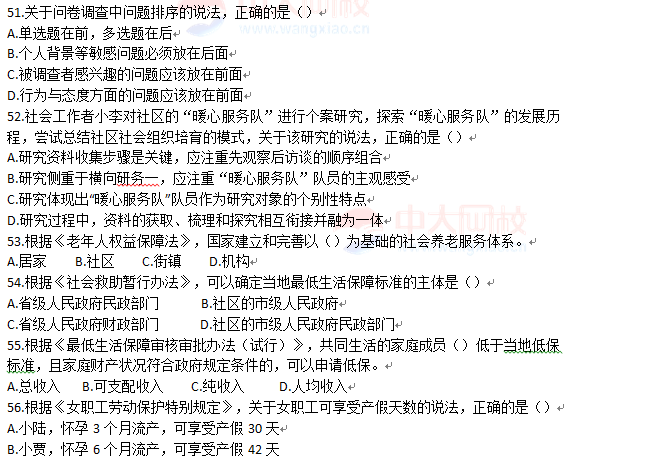 51.关于问卷调查中问题排序的说法，正确的是（）
A.单选题在前，多选题在后
B.个人背景等敏感问题必须放在后面
C.被调查者感兴趣的问题应该放在前面
D.行为与态度方面的问题应该放在前面
52.社会工作者小李对社区的“暖心服务队”进行个案研究，探索“暖心服务队”的发展历
程，尝试总结社区社会组织培育的模式，关于该研究的说法，正确的是（）
A.研究资料收集步骤是关键，应注重先观察后访谈的顺序组合
B.研究侧重于横向研务一，应注重“暖心服务队”队员的主观感受
C.研究体现出“暖心服务队”队员作为研究对象的个别性特点
D.研究过程中，资料的获取、梳理和探究相互衔接并融为一体
53.根据《老年人权益保障法》，国家建立和完善以（）为基础的社会养老服务体系。
A.居家 B.社区 C.街镇 D.机构
54.根据《社会救助暂行办法》，可以确定当地最低生活保障标准的主体是（）
A.省级人民政府民政部门 B.社区的市级人民政府
C.省级人民政府财政部门 D.社区的市级人民政府民政部门
55.根据《最低生活保障审核审批办法（试行）》，共同生活的家庭成员（）低于当地低保
标准，且家庭财产状况符合政府规定条件的，可以申请低保。
A.总收入 B.可支配收入 C.纯收入 D.人均收入
56.根据《女职工劳动保护特别规定》，关于女职工可享受产假天数的说法，正确的是（）
A.小陆，怀孕 3 个月流产，可享受产假 30 天
B.小贾，怀孕 6 个月流产，可享受产假 42 天
中大网校
www.wangxiao.cn
中大网校